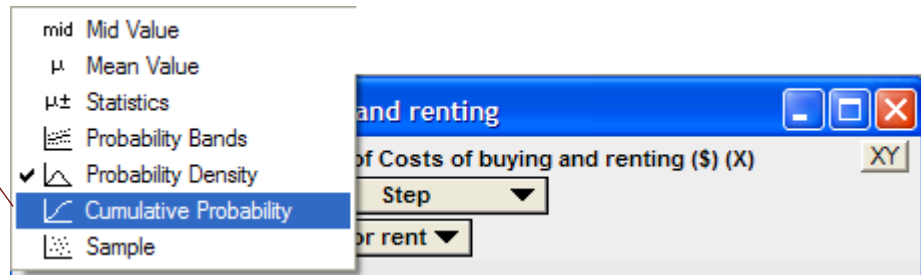 mid Mid Value
μ Mean Value
μ± Statistics
Probability Bands
Probability Density
Cumulative Probability
Sample
and renting
of Costs of buying and renting ($) (X)
XY
Step
or rent